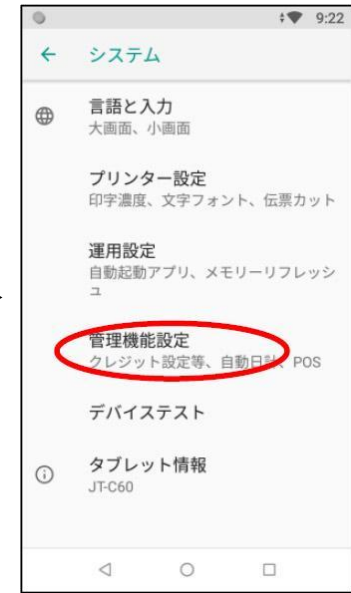 9:22
システム
言語と入力
大画面、小画面
プリンター設定
印字濃度、文字フォント、伝票カット
運用設定
自動起動アプリ、メモリーリフレッシ
ュ
管理機能設定
クレジット設定等、自動日計、POS
デバイステスト
タブレット情報
JT-C60